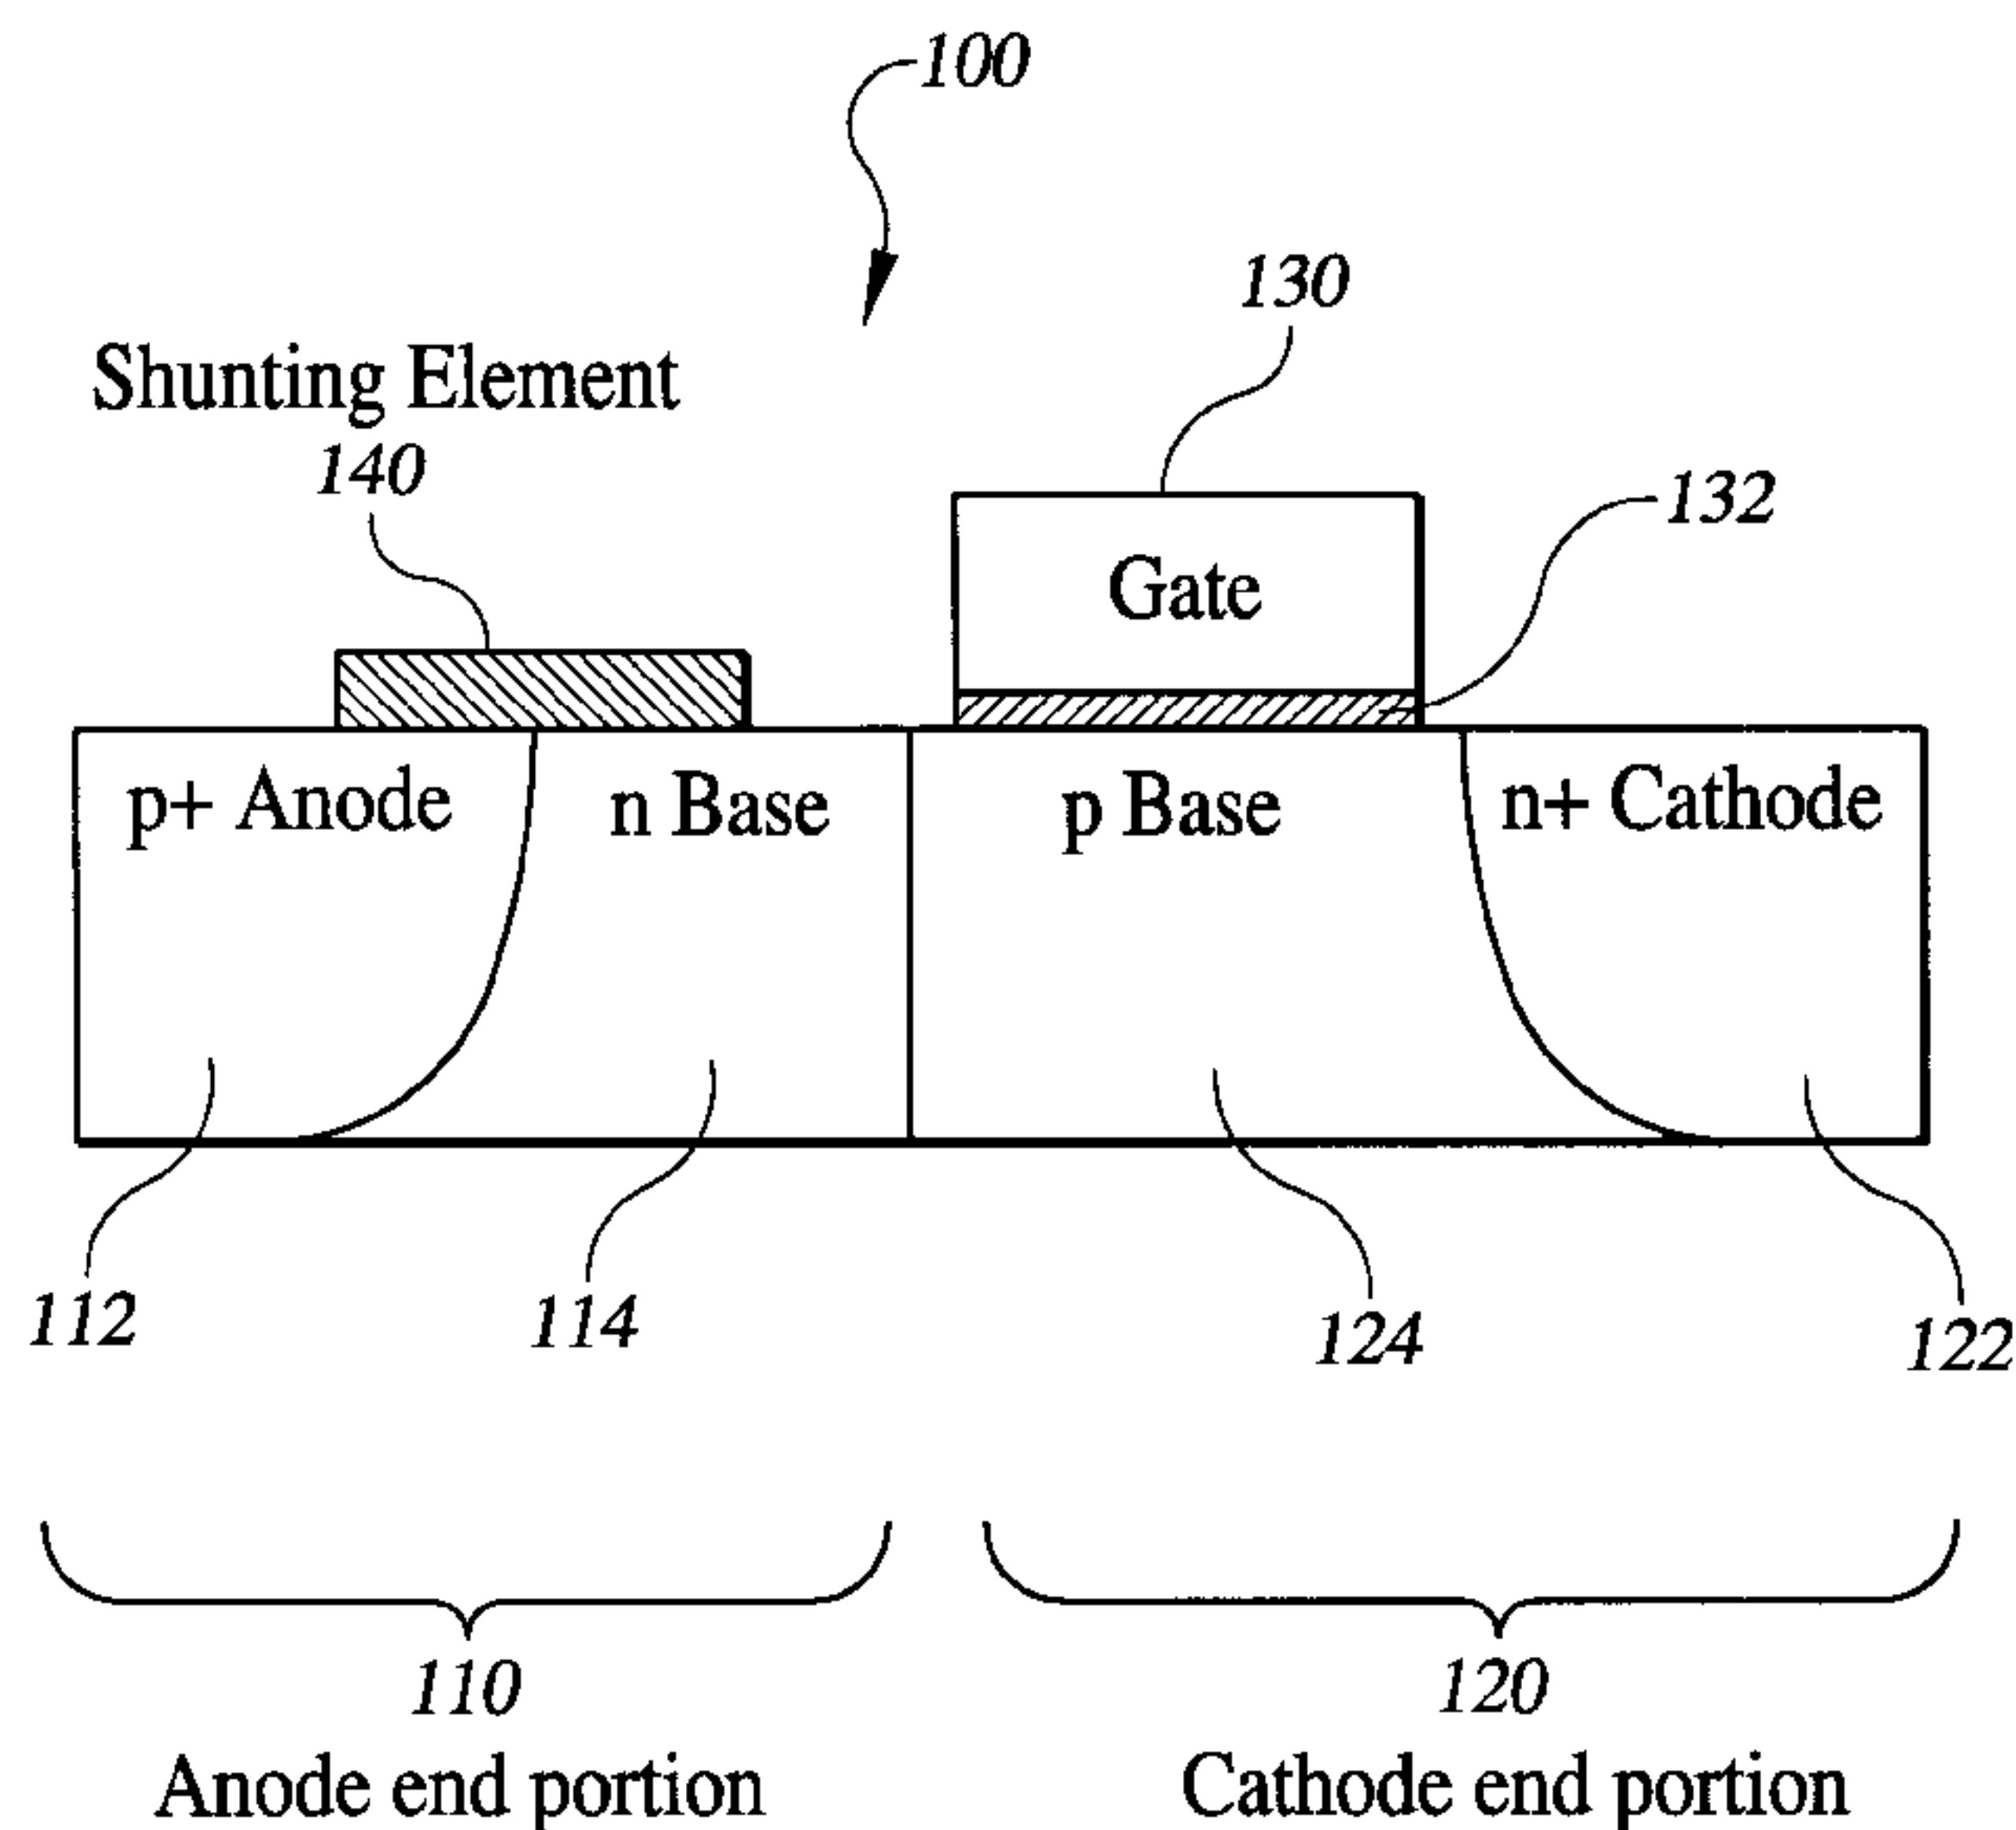 100
130
Shunting Element
140
132
Gate
p+ Anode
n Base
p Base
n+ Cathode
112
114
124
122
110
120
Anode end portion
Cathode end portion